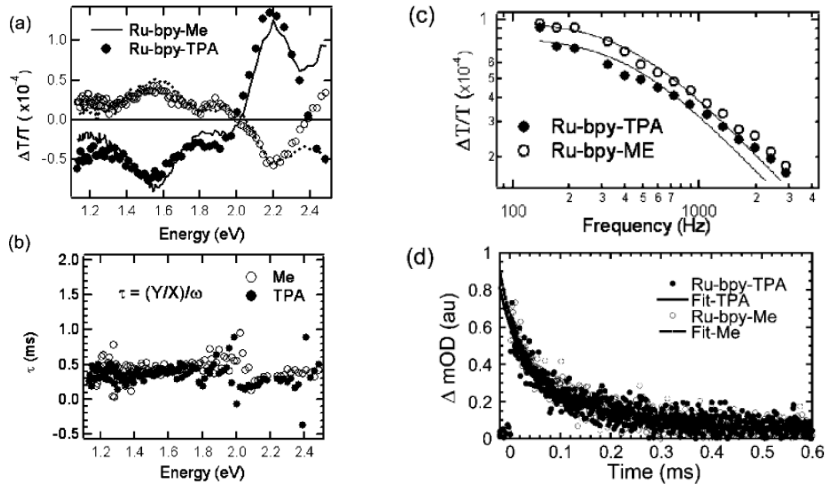 (a)
Ru-bpy-Me
Ru-bpy-TPA
ΔT/T (x10⁻⁴)
1.0
0.5
0.0
-0.5
1.2 1.4 1.6 1.8 2.0 2.2 2.4
Energy (eV)
(b)
τ = (Y/X)/ω
Me
TPA
τ (ms)
2.0
1.5
1.0
0.5
0.0
-0.5
1.2 1.4 1.6 1.8 2.0 2.2 2.4
Energy (eV)
(c)
ΔT/T (x10⁻⁴)
1
8
7
6
5
4
3
2
Ru-bpy-TPA
Ru-bpy-ME
100 2 3 4 5 6 7 1000 2 3 4
Frequency (Hz)
(d)
Ru-bpy-TPA
Fit-TPA
Ru-bpy-Me
Fit-Me
Δ mOD (au)
1
0.8
0.6
0.4
0.2
0
0 0.1 0.2 0.3 0.4 0.5 0.6
Time (ms)